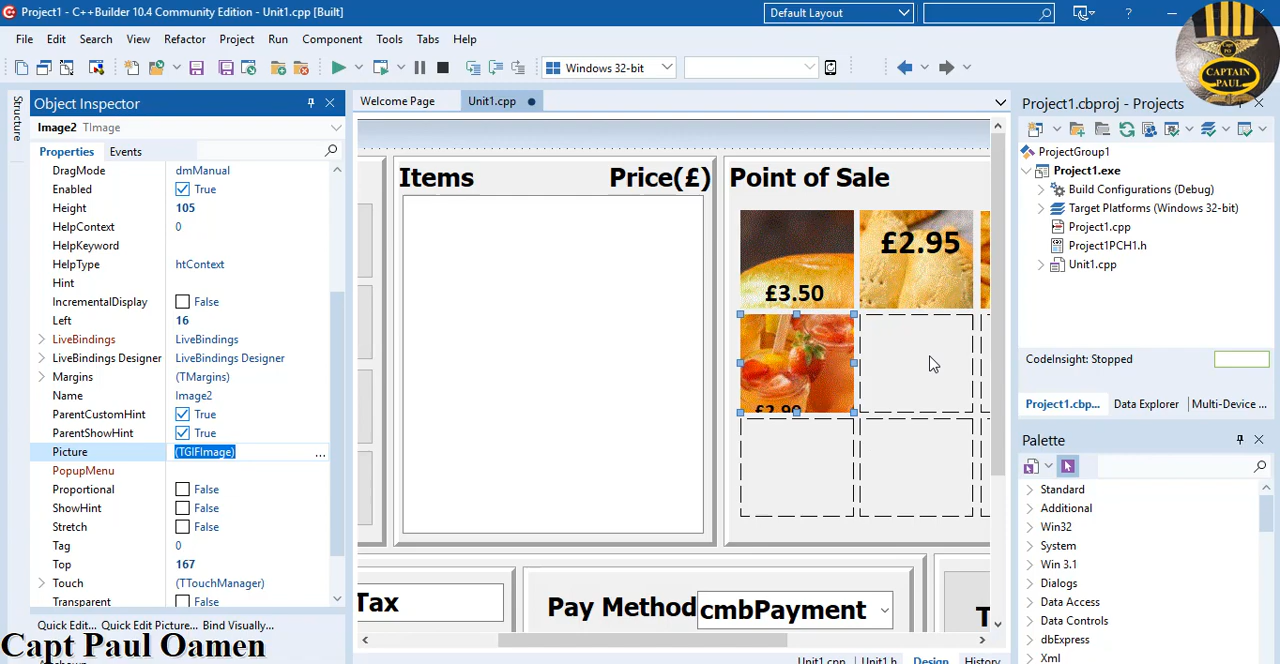 Project1 - C++Builder 10.4 Community Edition - Unit1.cpp [Built]
Default Layout
?
File Edit Search View Refactor Project Run Component Tools Tabs Help
Windows 32-bit
Capt
PO
CAPTAIN
PAUL
Structure
Object Inspector
Image2 TImage
Properties Events
DragMode dmManual
Enabled True
Height 105
HelpContext 0
HelpKeyword
HelpType htContext
Hint
IncrementalDisplay False
Left 16
LiveBindings LiveBindings
LiveBindings Designer LiveBindings Designer
Margins (TMargins)
Name Image2
ParentCustomHint True
ParentShowHint True
Picture (TGIFImage) ...
PopupMenu
Proportional False
ShowHint False
Stretch False
Tag 0
Top 167
Touch (TTouchManager)
Transparent False
Quick Edit... Quick Edit Picture... Bind Visually...
Capt Paul Oamen
Welcome Page Unit1.cpp
Items Price(£)
Point of Sale
£3.50
£2.95
£2.90
Tax
Pay Method cmbPayment
T
Unit1.cpp Unit1.h Design History
Project1.cbproj - Projects
ProjectGroup1
Project1.exe
Build Configurations (Debug)
Target Platforms (Windows 32-bit)
Project1.cpp
Project1PCH1.h
Unit1.cpp
CodeInsight: Stopped
Project1.cbp... Data Explorer Multi-Device ...
Palette
Standard
Additional
Win32
System
Win 3.1
Dialogs
Data Access
Data Controls
dbExpress
Xml